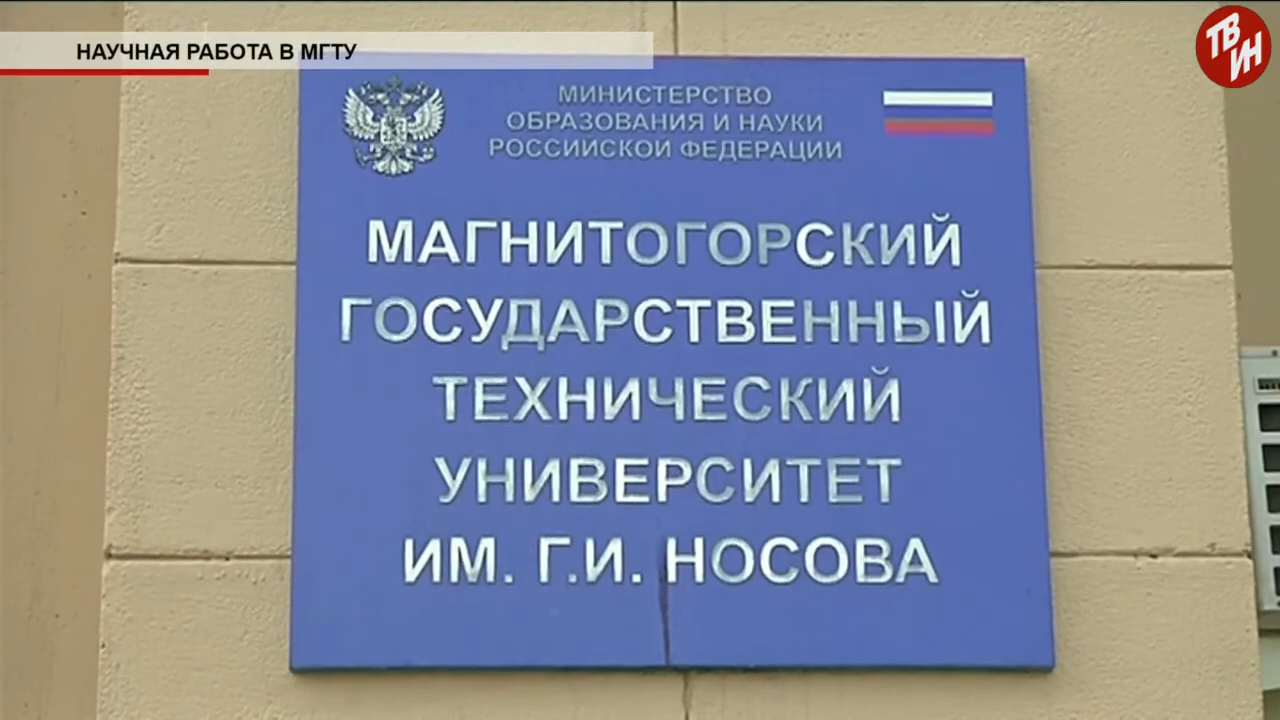 НАУЧНАЯ РАБОТА В МГТУ
ТВ
ИН
МИНИСТЕРСТВО
ОБРАЗОВАНИЯ И НАУКИ
РОССИЙСКОЙ ФЕДЕРАЦИИ
МАГНИТОГОРСКИЙ
ГОСУДАРСТВЕННЫЙ
ТЕХНИЧЕСКИЙ
УНИВЕРСИТЕТ
ИМ. Г.И. НОСОВА